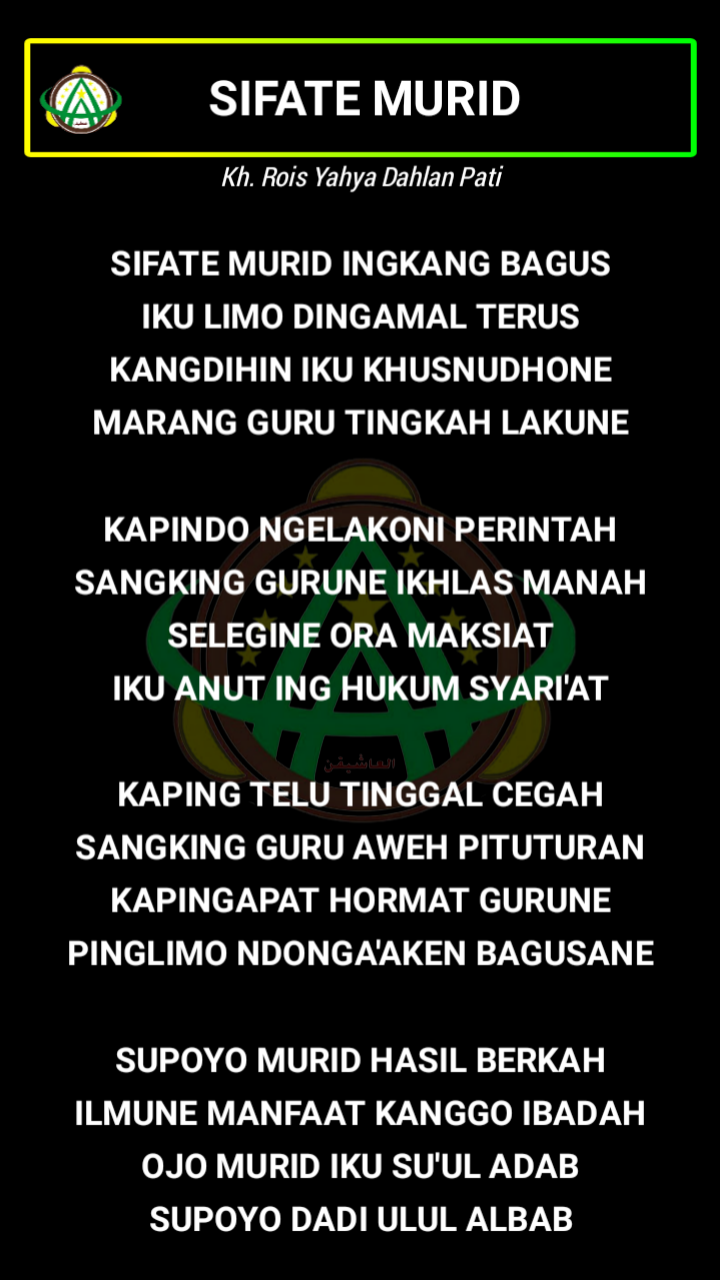 SIFATE MURID
Kh. Rois Yahya Dahlan Pati
SIFATE MURID INGKANG BAGUS
IKU LIMO DINGAMAL TERUS
KANGDIHIN IKU KHUSNUDHONE
MARANG GURU TINGKAH LAKUNE
KAPINDO NGELAKONI PERINTAH
SANGKING GURUNE IKHLAS MANAH
SELEGINE ORA MAKSIAT
IKU ANUT ING HUKUM SYARI'AT
العاشيقن
KAPING TELU TINGGAL CEGAH
SANGKING GURU AWEH PITUTURAN
KAPINGAPAT HORMAT GURUNE
PINGLIMO NDONGA'AKEN BAGUSANE
SUPOYO MURID HASIL BERKAH
ILMUNE MANFAAT KANGGO IBADAH
OJO MURID IKU SU'UL ADAB
SUPOYO DADI ULUL ALBAB